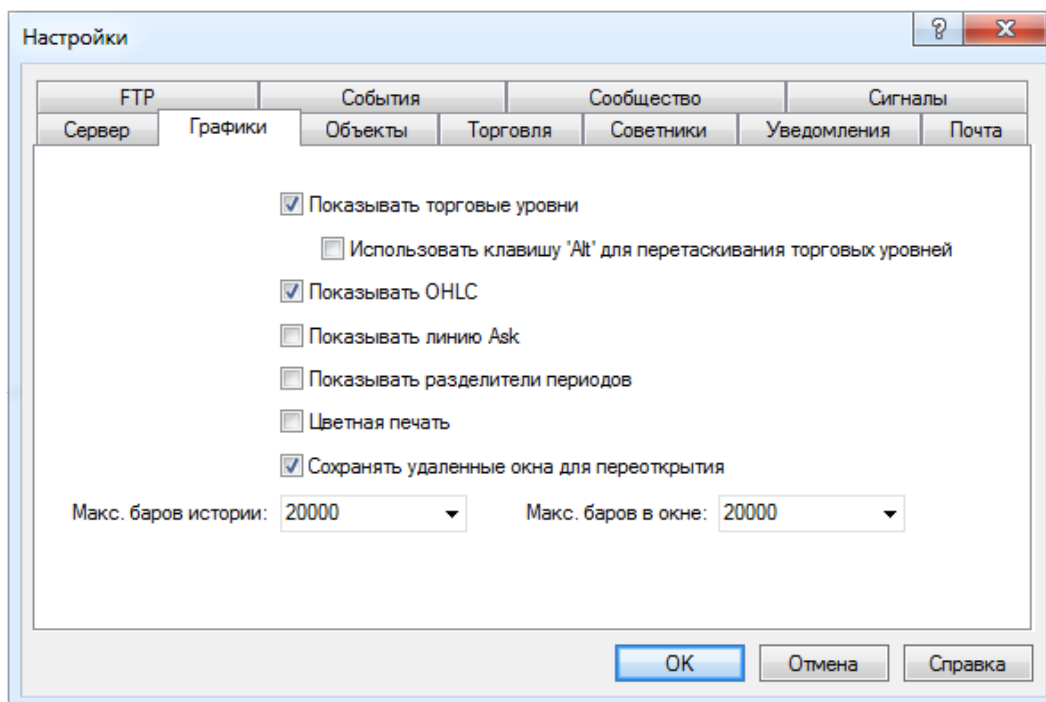 Настройки
FTP События Сообщество Сигналы
Сервер Графики Объекты Торговля Советники Уведомления Почта
Показывать торговые уровни
Использовать клавишу 'Alt' для перетаскивания торговых уровней
Показывать OHLC
Показывать линию Ask
Показывать разделители периодов
Цветная печать
Сохранять удаленные окна для переоткрытия
Макс. баров истории: 20000 Макс. баров в окне: 20000
OK Отмена Справка